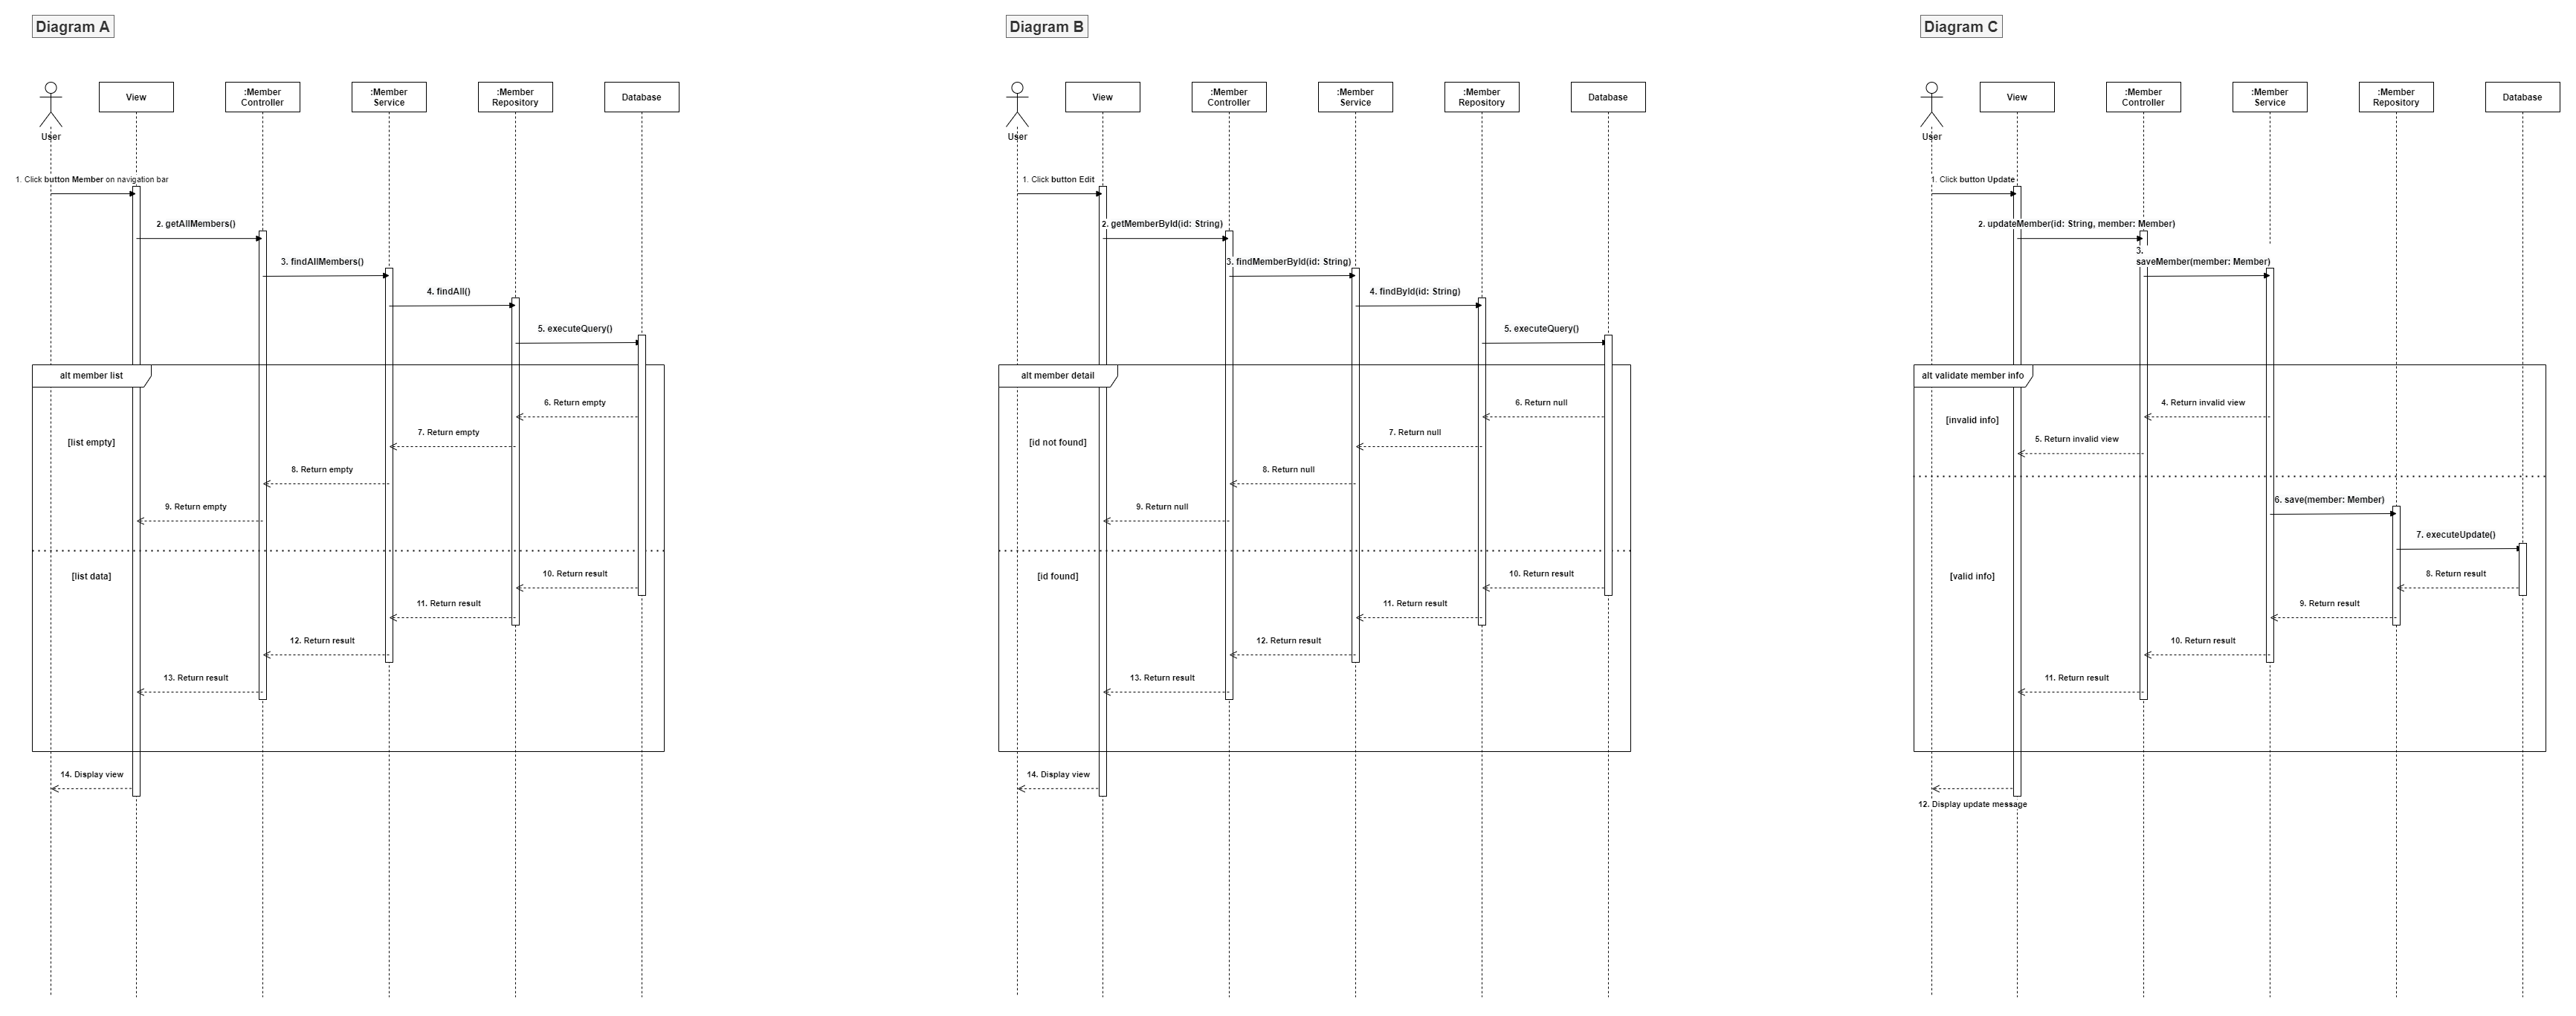 Diagram A
User
View
:Member
Controller
:Member
Service
:Member
Repository
Database
1. Click button Member on navigation bar
2. getAllMembers()
3. findAllMembers()
4. findAll()
5. executeQuery()
alt member list
6. Return empty
7. Return empty
[list empty]
8. Return empty
9. Return empty
[list data]
10. Return result
11. Return result
12. Return result
13. Return result
14. Display view
Diagram B
User
View
:Member
Controller
:Member
Service
:Member
Repository
Database
1. Click button Edit
2. getMemberById(id: String)
3. findMemberById(id: String)
4. findById(id: String)
5. executeQuery()
alt member detail
6. Return null
7. Return null
[id not found]
8. Return null
9. Return null
[id found]
10. Return result
11. Return result
12. Return result
13. Return result
14. Display view
Diagram C
User
View
:Member
Controller
:Member
Service
:Member
Repository
Database
1. Click button Update
2. updateMember(id: String, member: Member)
3.
saveMember(member: Member)
alt validate member info
4. Return invalid view
[invalid info]
5. Return invalid view
6. save(member: Member)
7. executeUpdate()
[valid info]
8. Return result
9. Return result
10. Return result
11. Return result
12. Display update message